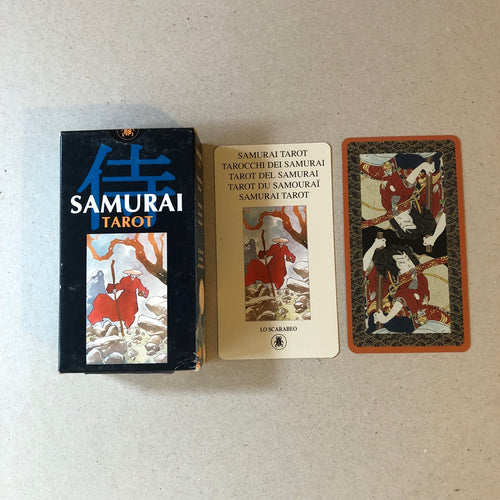 侍
SAMURAI
TAROT
SAMURAI TAROT
TAROCCHI DEI SAMURAI
TAROT DEL SAMURAI
TAROT DU SAMOURAÏ
SAMURAI TAROT
LO SCARABEO